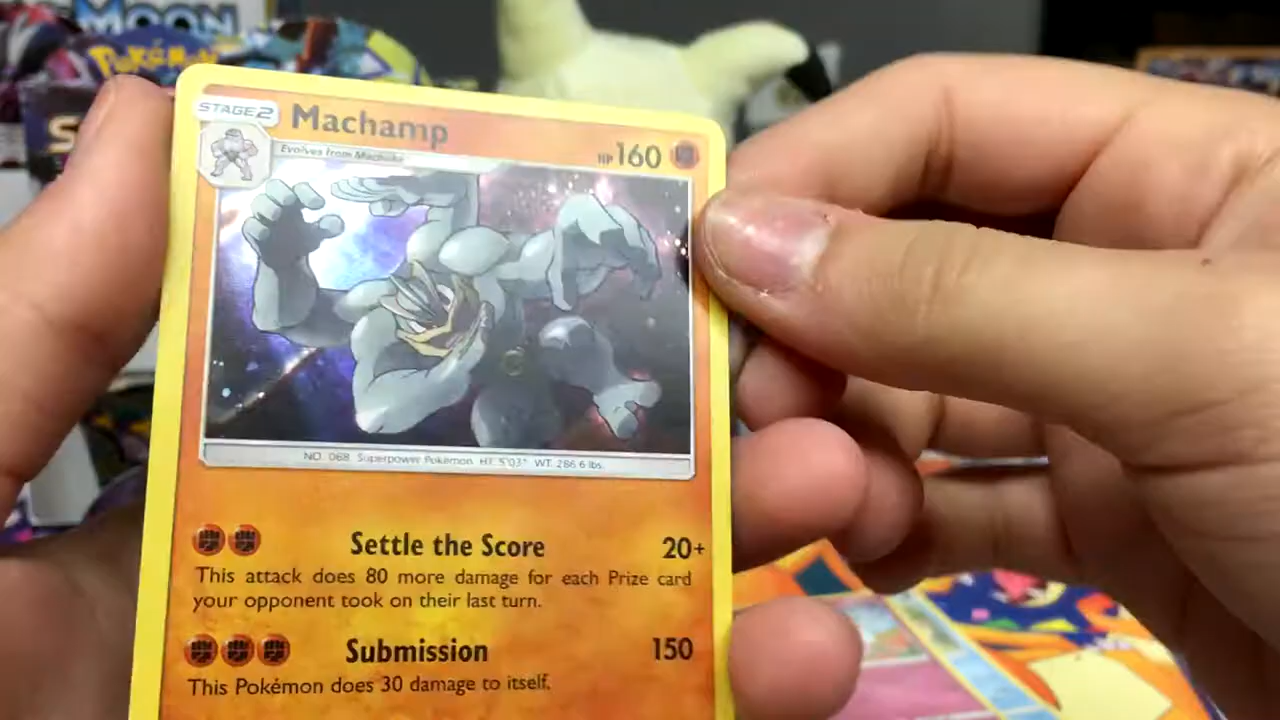 MOON
POKÉMON
STAGE 2
Machamp
Evolves from Machoke
HP 160
NO. 068 Superpower Pokémon HT: 5'03" WT: 286.6 lbs.
Settle the Score 20+
This attack does 80 more damage for each Prize card
your opponent took on their last turn.
Submission 150
This Pokémon does 30 damage to itself.